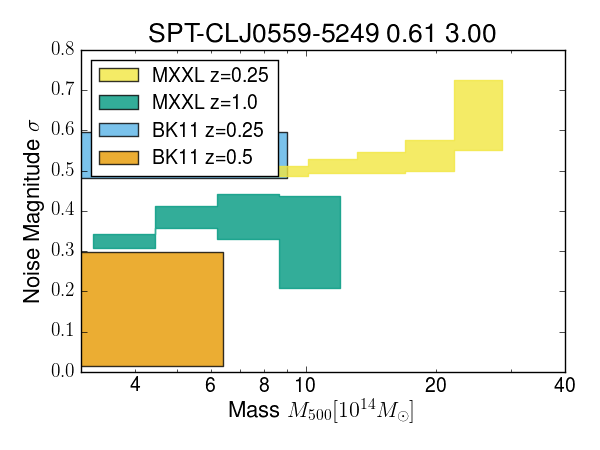 SPT-CLJ0559-5249 0.61 3.00
MXXL z=0.25
MXXL z=1.0
BK11 z=0.25
BK11 z=0.5
Noise Magnitude σ
0.8
0.7
0.6
0.5
0.4
0.3
0.2
0.1
0.0
4 6 8 10 20 40
Mass M₅₀₀[10¹⁴M☉]